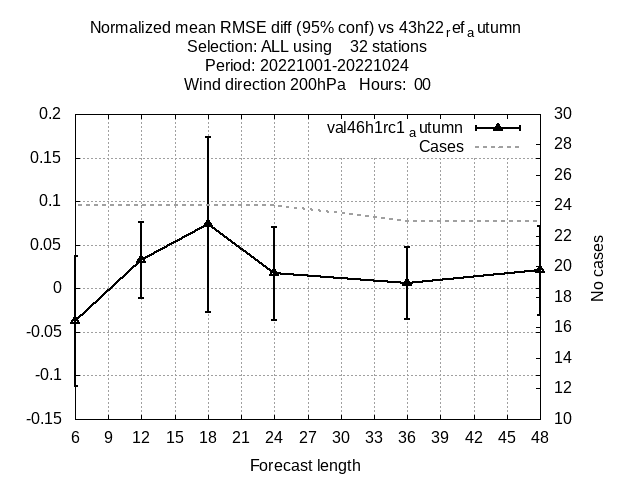 Normalized mean RMSE diff (95% conf) vs 43h22ref autumn
Selection: ALL using 32 stations
Period: 20221001-20221024
Wind direction 200hPa Hours: 00
val46h1rc1autumn
Cases
0.2
0.15
0.1
0.05
0
-0.05
-0.1
-0.15
30
28
26
24
22
20
18
16
14
12
10
No cases
6 9 12 15 18 21 24 27 30 33 36 39 42 45 48
Forecast length